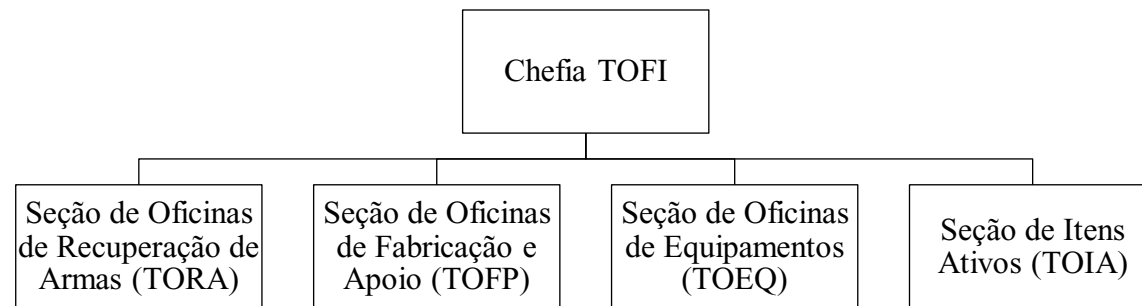 Chefia TOFI
Seção de Oficinas
de Recuperação de
Armas (TORA)
Seção de Oficinas
de Fabricação e
Apoio (TOFP)
Seção de Oficinas
de Equipamentos
(TOEQ)
Seção de Itens
Ativos (TOIA)